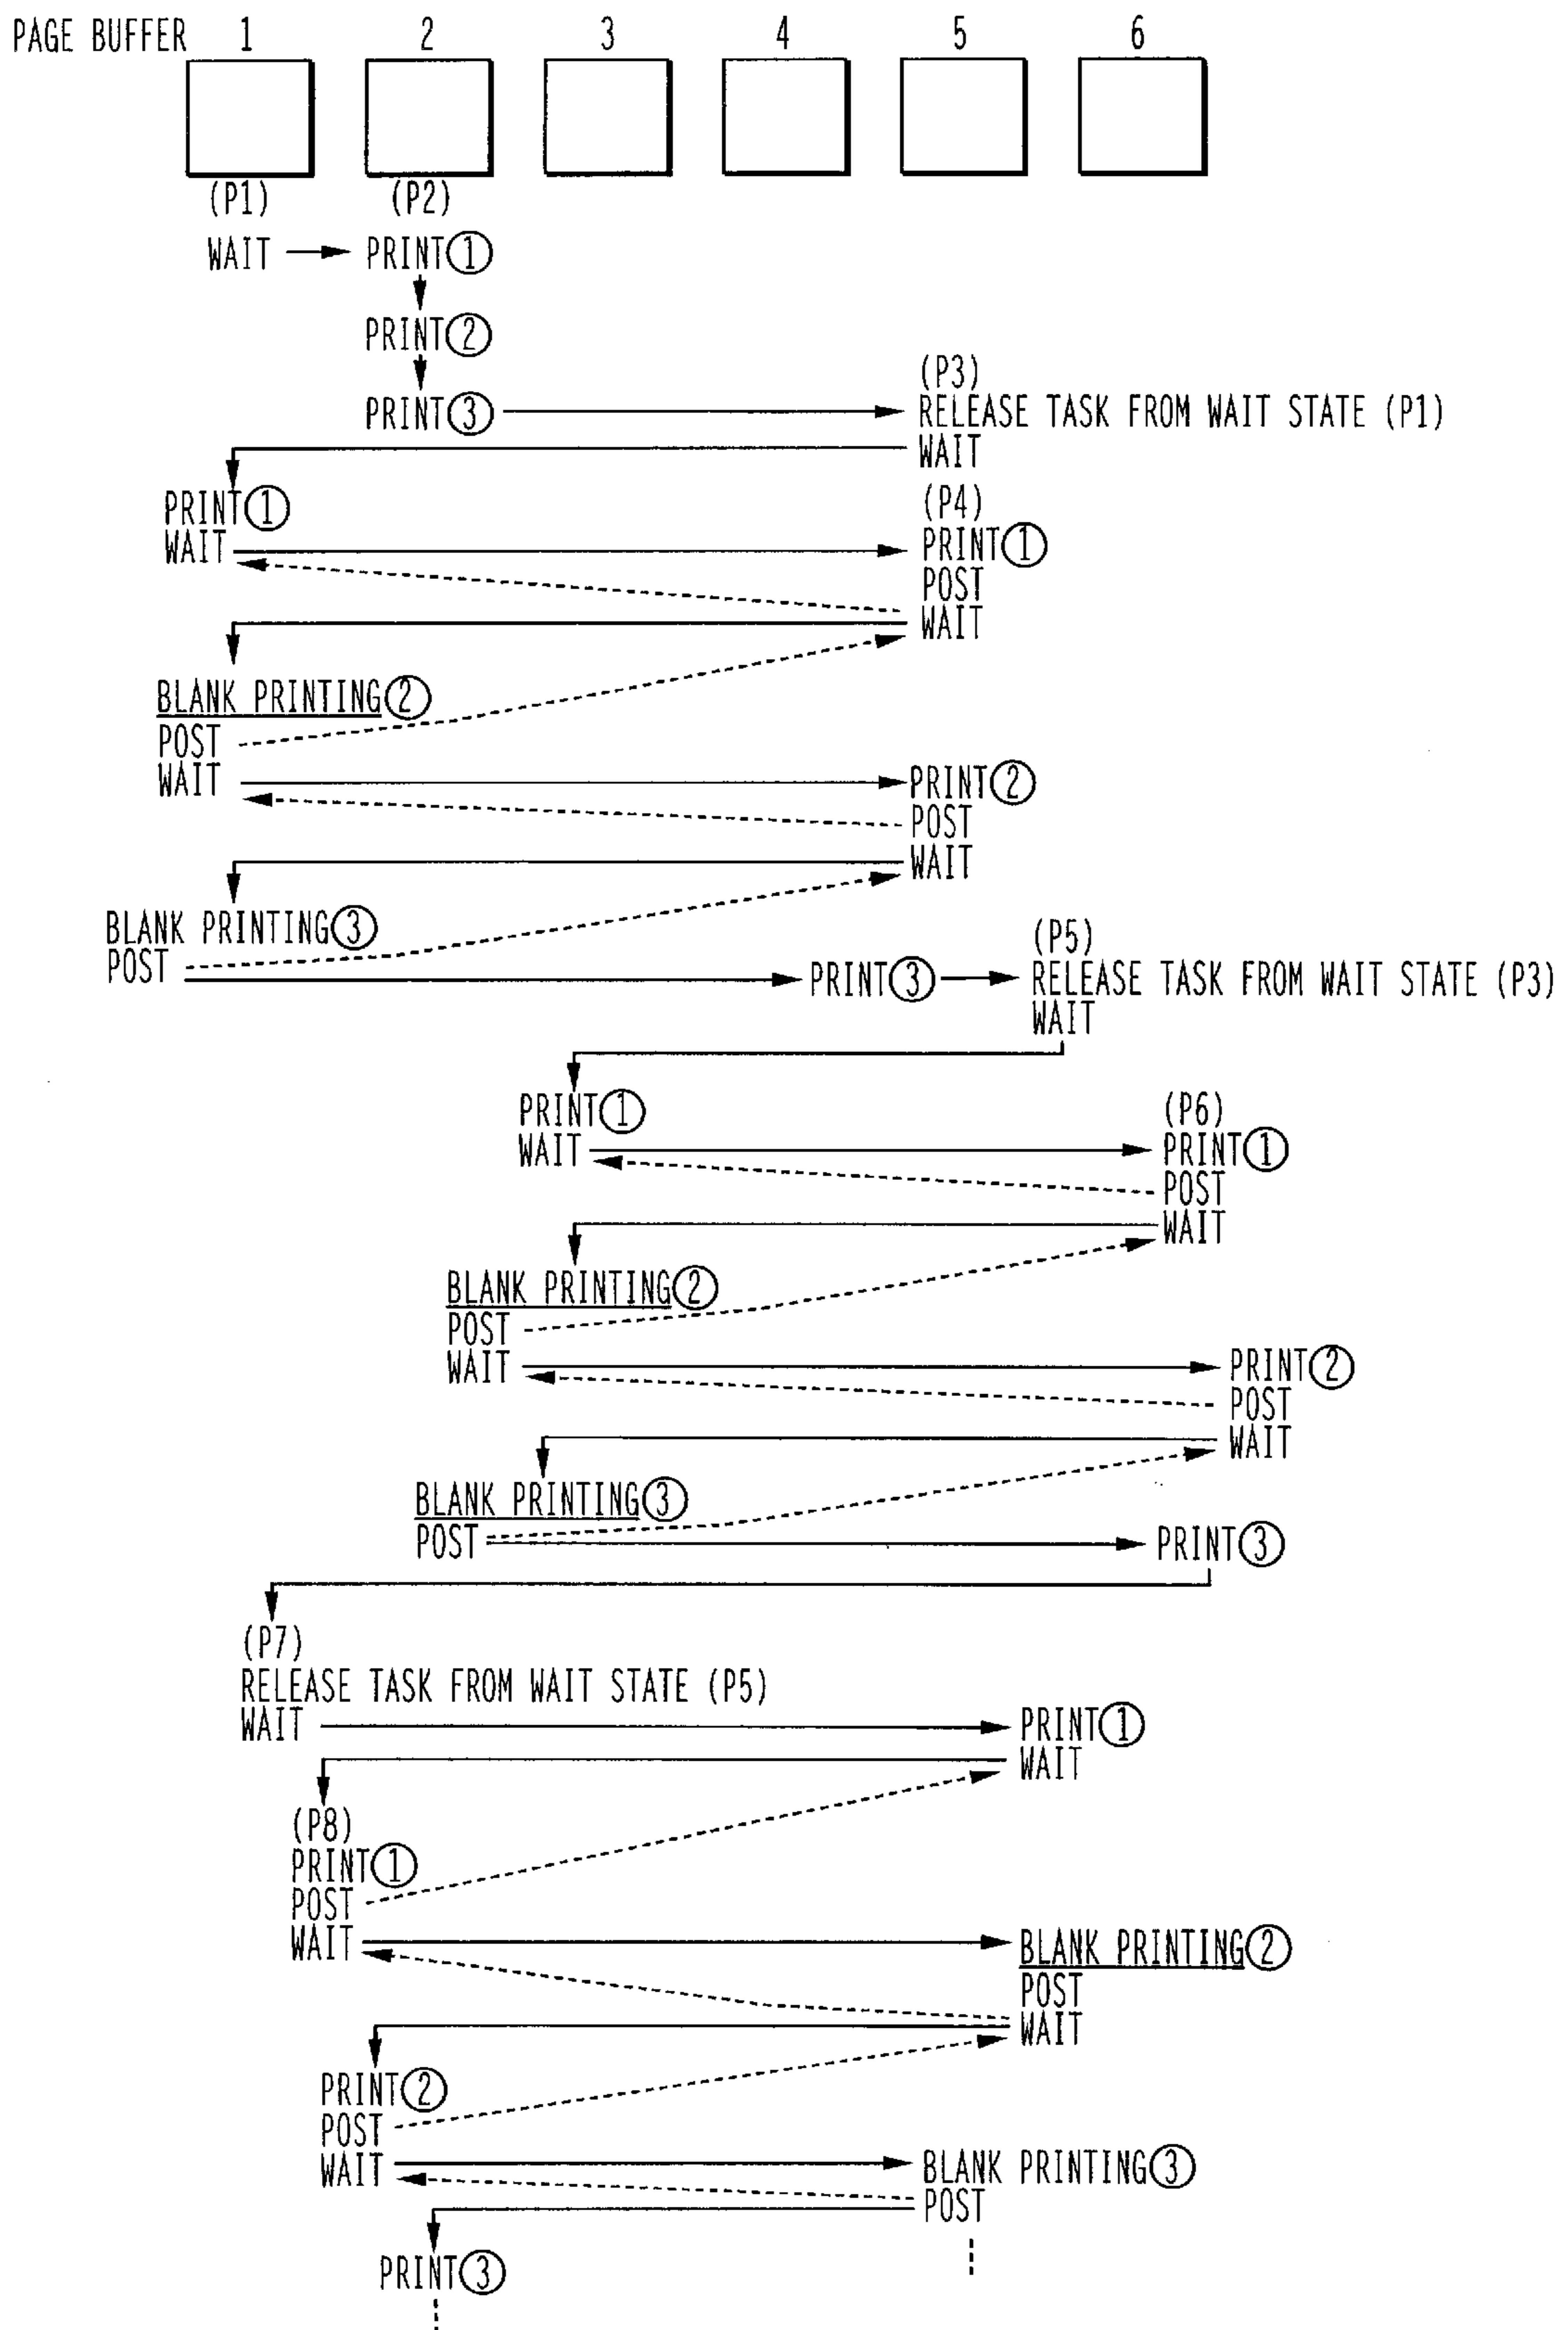 PAGE BUFFER 1 2 3 4 5 6
(P1) (P2)
WAIT PRINT①
PRINT②
(P3)
PRINT③ RELEASE TASK FROM WAIT STATE (P1)
WAIT
(P4)
PRINT①
WAIT PRINT①
POST
WAIT
BLANK PRINTING②
POST
WAIT PRINT②
POST
WAIT
BLANK PRINTING③
(P5)
POST PRINT③ RELEASE TASK FROM WAIT STATE (P3)
WAIT
PRINT① (P6)
WAIT PRINT①
POST
WAIT
BLANK PRINTING②
POST
WAIT PRINT②
POST
WAIT
BLANK PRINTING③
POST PRINT③
(P7)
RELEASE TASK FROM WAIT STATE (P5)
WAIT PRINT①
WAIT
(P8)
PRINT①
POST
WAIT BLANK PRINTING②
POST
WAIT
PRINT②
POST
WAIT BLANK PRINTING③
POST
PRINT③